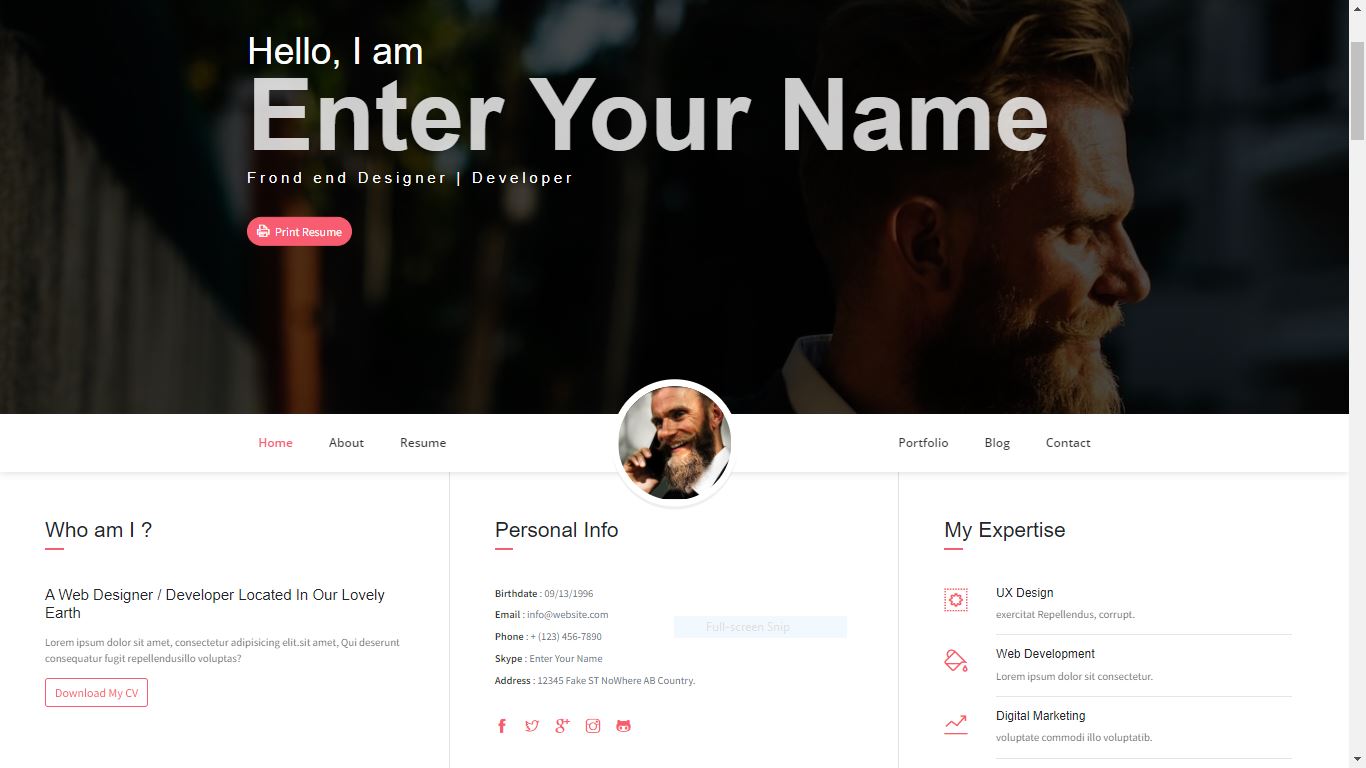 Hello, I am
Enter Your Name
Frond end Designer | Developer
Print Resume
Home
About
Resume
Portfolio
Blog
Contact
Who am I ?
A Web Designer / Developer Located In Our Lovely
Earth
Lorem ipsum dolor sit amet, consectetur adipisicing elit.sit amet, Qui deserunt
consequatur fugit repellendusillo voluptas?
Download My CV
Personal Info
Birthdate : 09/13/1996
Email : info@website.com
Phone : + (123) 456-7890
Skype : Enter Your Name
Address : 12345 Fake ST NoWhere AB Country.
Full-screen Snip
My Expertise
UX Design
exercitat Repellendus, corrupt.
Web Development
Lorem ipsum dolor sit consectetur.
Digital Marketing
voluptate commodi illo voluptatib.